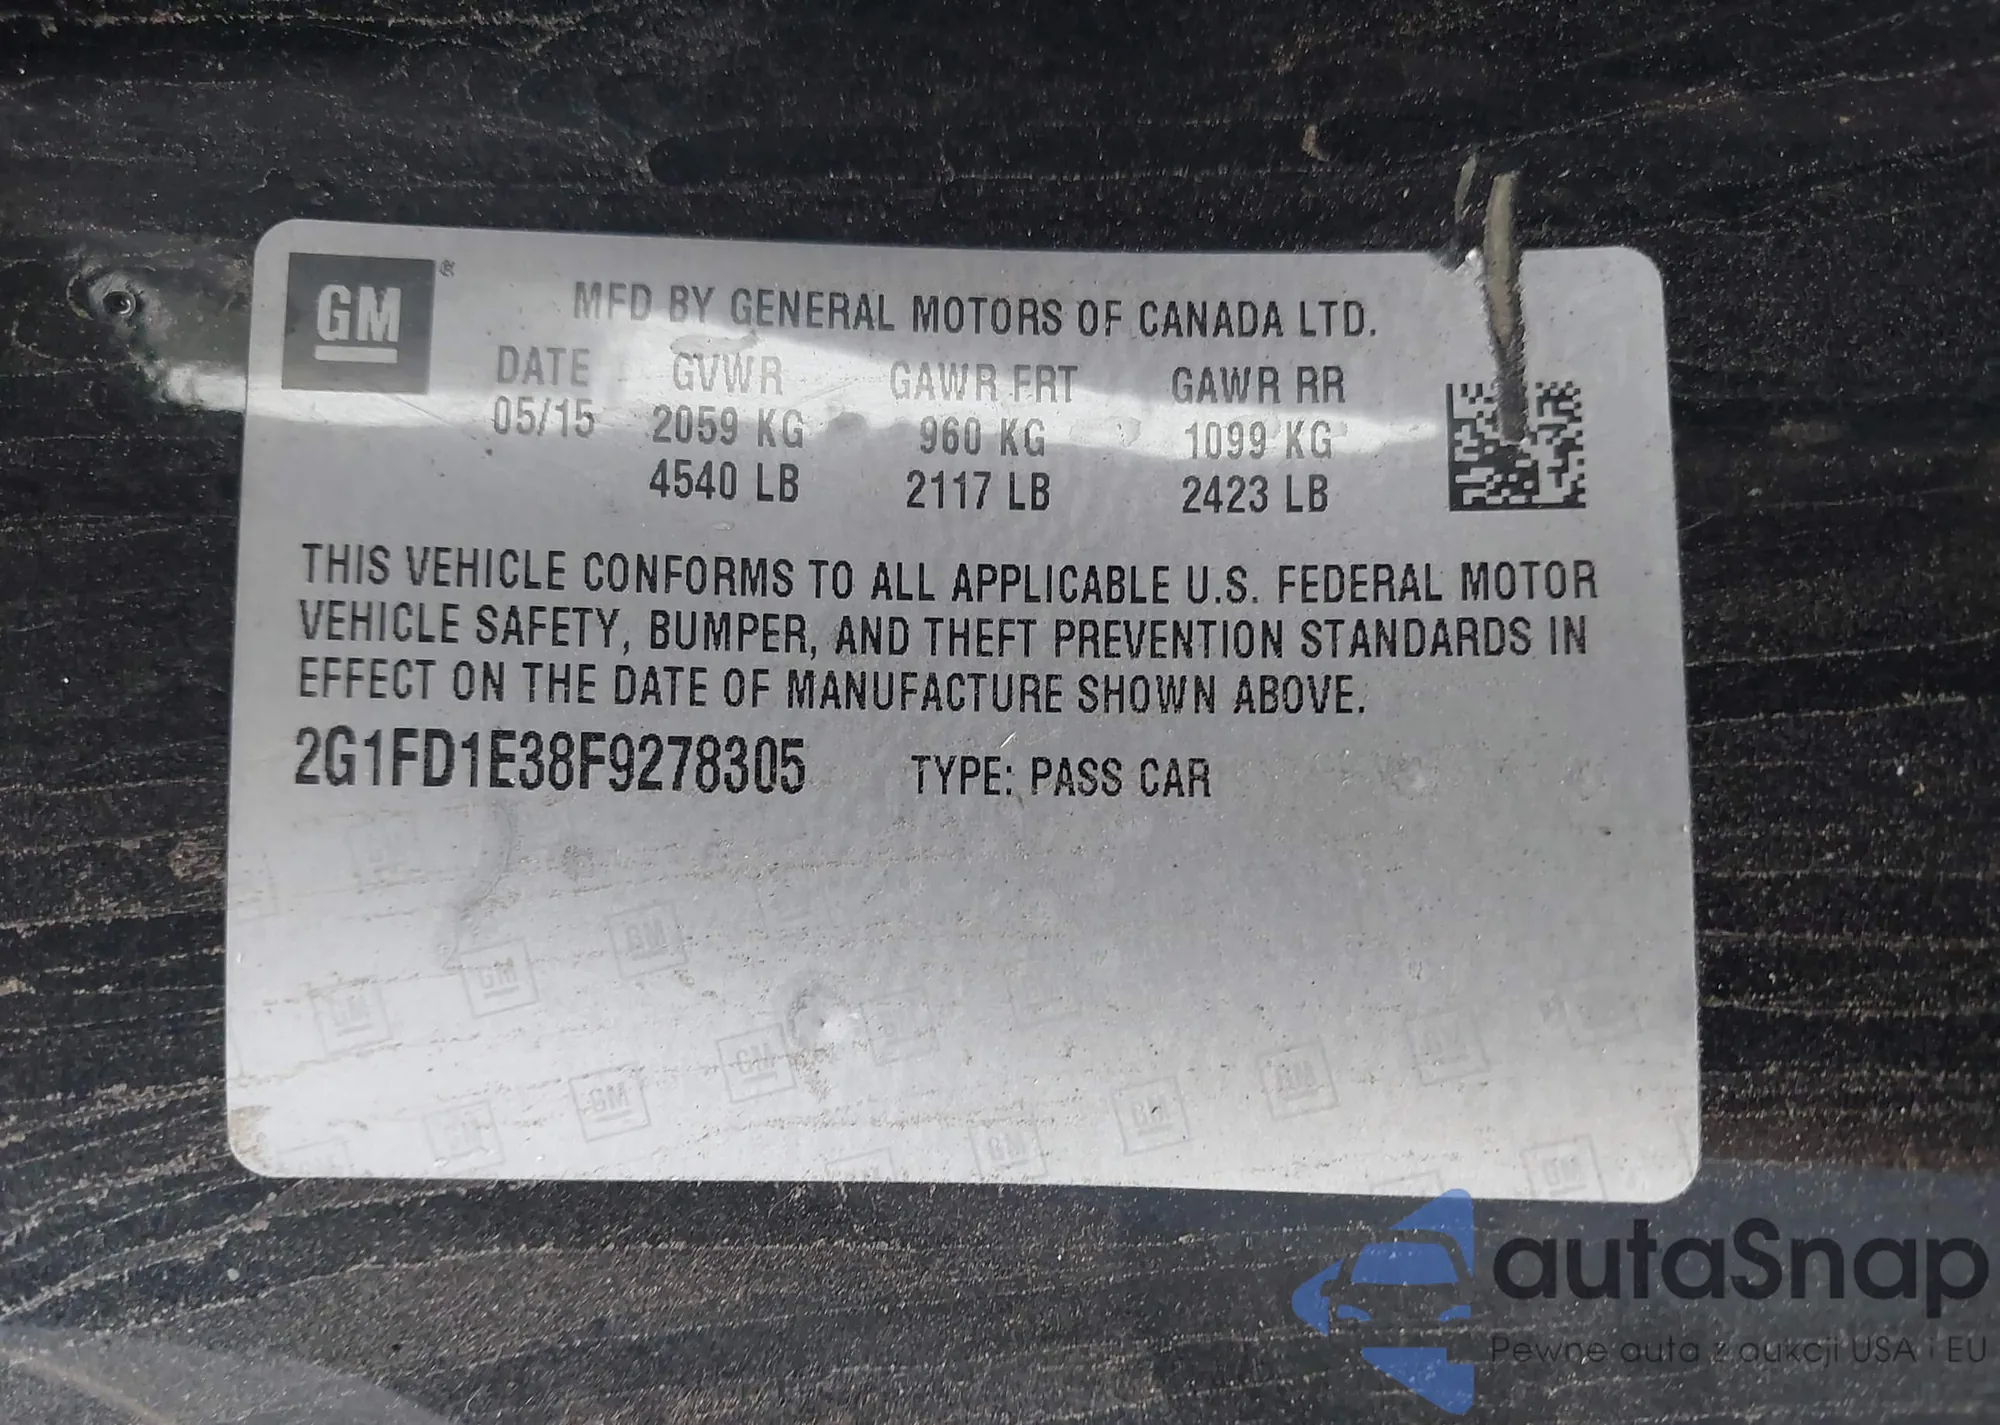 GM®
MFD BY GENERAL MOTORS OF CANADA LTD.
DATE GVWR GAWR FRT GAWR RR
05/15 2059 KG 960 KG 1099 KG
4540 LB 2117 LB 2423 LB
THIS VEHICLE CONFORMS TO ALL APPLICABLE U.S. FEDERAL MOTOR
VEHICLE SAFETY, BUMPER, AND THEFT PREVENTION STANDARDS IN
EFFECT ON THE DATE OF MANUFACTURE SHOWN ABOVE.
2G1FD1E38F9278305 TYPE: PASS CAR
autaSnap
Pewne auta z aukcji USA i EU